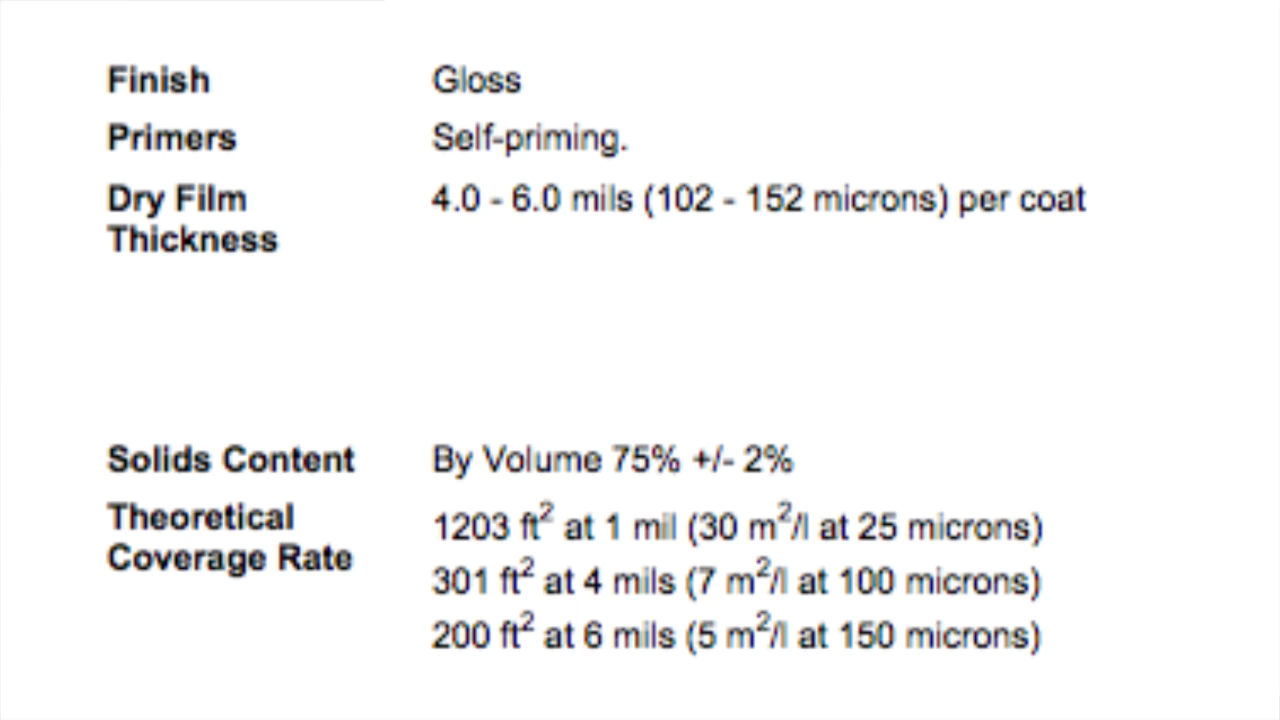 Finish Gloss
Primers Self-priming.
Dry Film 4.0 - 6.0 mils (102 - 152 microns) per coat
Thickness
Solids Content By Volume 75% +/- 2%
Theoretical 1203 ft² at 1 mil (30 m²/l at 25 microns)
Coverage Rate 301 ft² at 4 mils (7 m²/l at 100 microns)
200 ft² at 6 mils (5 m²/l at 150 microns)